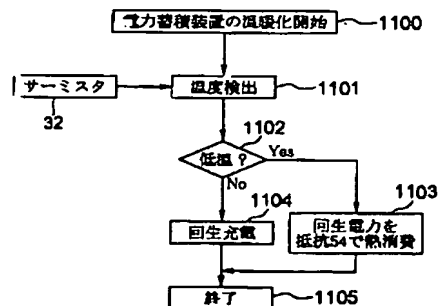 電力蓄積装置の温暖化開始
1100
サーミスタ
32
温度検出
1101
1102
低温？
Yes
No
1104
回生充電
1103
回生電力を
抵抗54で熱消費
終了
1105